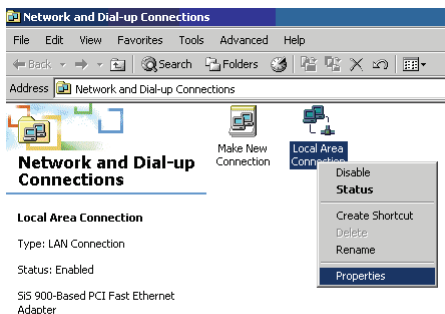 Network and Dial-up Connections
File Edit View Favorites Tools Advanced Help
Back Search Folders
Address Network and Dial-up Connections
Network and Dial-up
Connections
Local Area Connection
Type: LAN Connection
Status: Enabled
SiS 900-Based PCI Fast Ethernet
Adapter
Make New
Connection
Local Area
Connection
Disable
Status
Create Shortcut
Delete
Rename
Properties